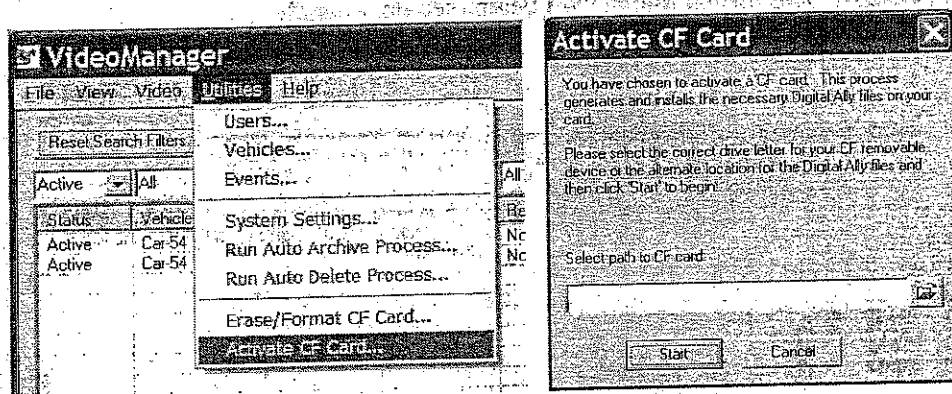 VideoManager
File View Video Utilities Help
Reset Search Filters
Active All All
Status Vehicle Re
Active Car-54 No
Active Car-54 No
Users...
Vehicles...
Events...
System Settings...
Run Auto Archive Process...
Run Auto Delete Process...
Erase/Format CF Card...
Activate CF Card...
Activate CF Card
You have chosen to activate a CF card. This process
generates and installs the necessary Digital Ally files on your
card.
Please select the correct drive letter for your CF removable
device or the alternate location for the Digital Ally files and
then click 'Start' to begin.
Select path to CF card:
Start Cancel